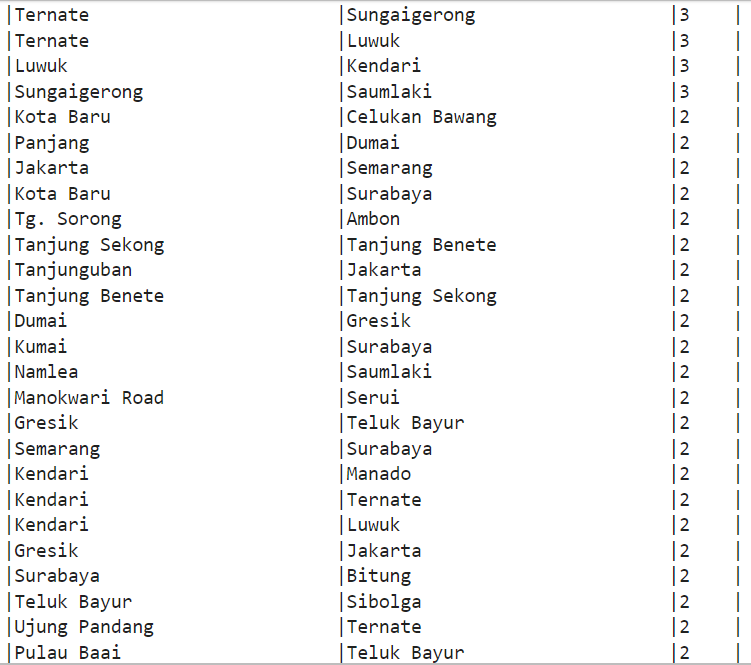 |Ternate |Sungaigerong |3 |
|Ternate |Luwuk |3 |
|Luwuk |Kendari |3 |
|Sungaigerong |Saumlaki |3 |
|Kota Baru |Celukan Bawang |2 |
|Panjang |Dumai |2 |
|Jakarta |Semarang |2 |
|Kota Baru |Surabaya |2 |
|Tg. Sorong |Ambon |2 |
|Tanjung Sekong |Tanjung Benete |2 |
|Tanjunguban |Jakarta |2 |
|Tanjung Benete |Tanjung Sekong |2 |
|Dumai |Gresik |2 |
|Kumai |Surabaya |2 |
|Namlea |Saumlaki |2 |
|Manokwari Road |Serui |2 |
|Gresik |Teluk Bayur |2 |
|Semarang |Surabaya |2 |
|Kendari |Manado |2 |
|Kendari |Ternate |2 |
|Kendari |Luwuk |2 |
|Gresik |Jakarta |2 |
|Surabaya |Bitung |2 |
|Teluk Bayur |Sibolga |2 |
|Ujung Pandang |Ternate |2 |
|Pulau Baai |Teluk Bayur |2 |